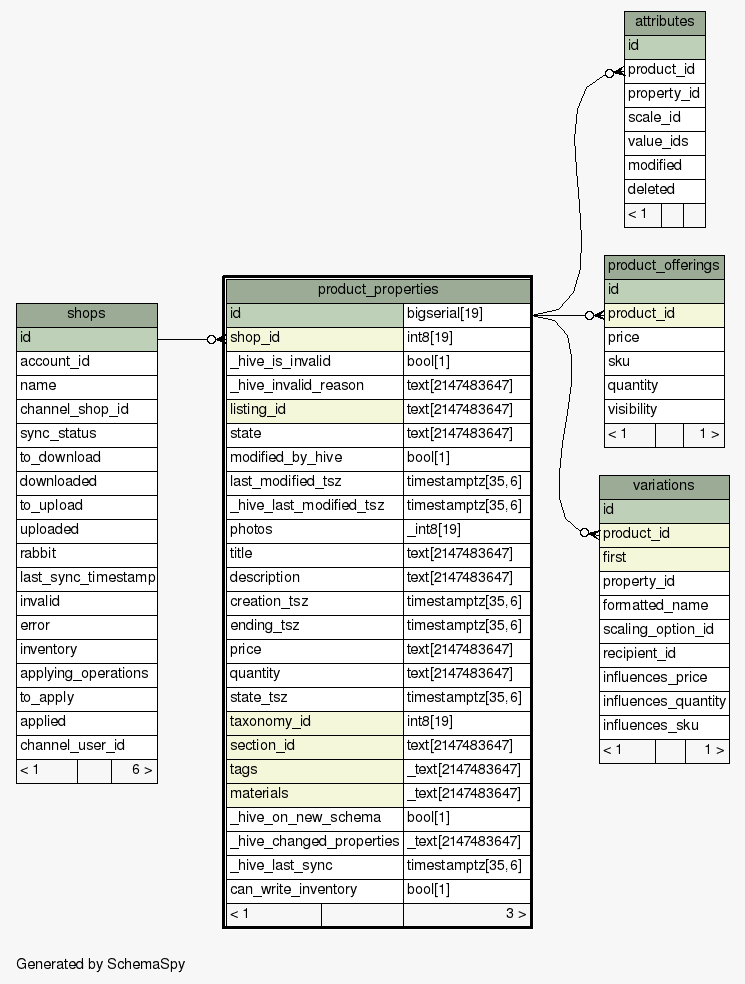 attributes
id
product_id
property_id
scale_id
value_ids
modified
deleted
< 1
product_offerings
id
product_id
price
sku
quantity
visibility
< 1 1 >
variations
id
product_id
first
property_id
formatted_name
scaling_option_id
recipient_id
influences_price
influences_quantity
influences_sku
< 1 1 >
product_properties
id bigserial[19]
shop_id int8[19]
_hive_is_invalid bool[1]
_hive_invalid_reason text[2147483647]
listing_id text[2147483647]
state text[2147483647]
modified_by_hive bool[1]
last_modified_tsz timestamptz[35,6]
_hive_last_modified_tsz timestamptz[35,6]
photos _int8[19]
title text[2147483647]
description text[2147483647]
creation_tsz timestamptz[35,6]
ending_tsz timestamptz[35,6]
price text[2147483647]
quantity text[2147483647]
state_tsz timestamptz[35,6]
taxonomy_id int8[19]
section_id text[2147483647]
tags _text[2147483647]
materials _text[2147483647]
_hive_on_new_schema bool[1]
_hive_changed_properties _text[2147483647]
_hive_last_sync timestamptz[35,6]
can_write_inventory bool[1]
< 1 3 >
shops
id
account_id
name
channel_shop_id
sync_status
to_download
downloaded
to_upload
uploaded
rabbit
last_sync_timestamp
invalid
error
inventory
applying_operations
to_apply
applied
channel_user_id
< 1 6 >
Generated by SchemaSpy